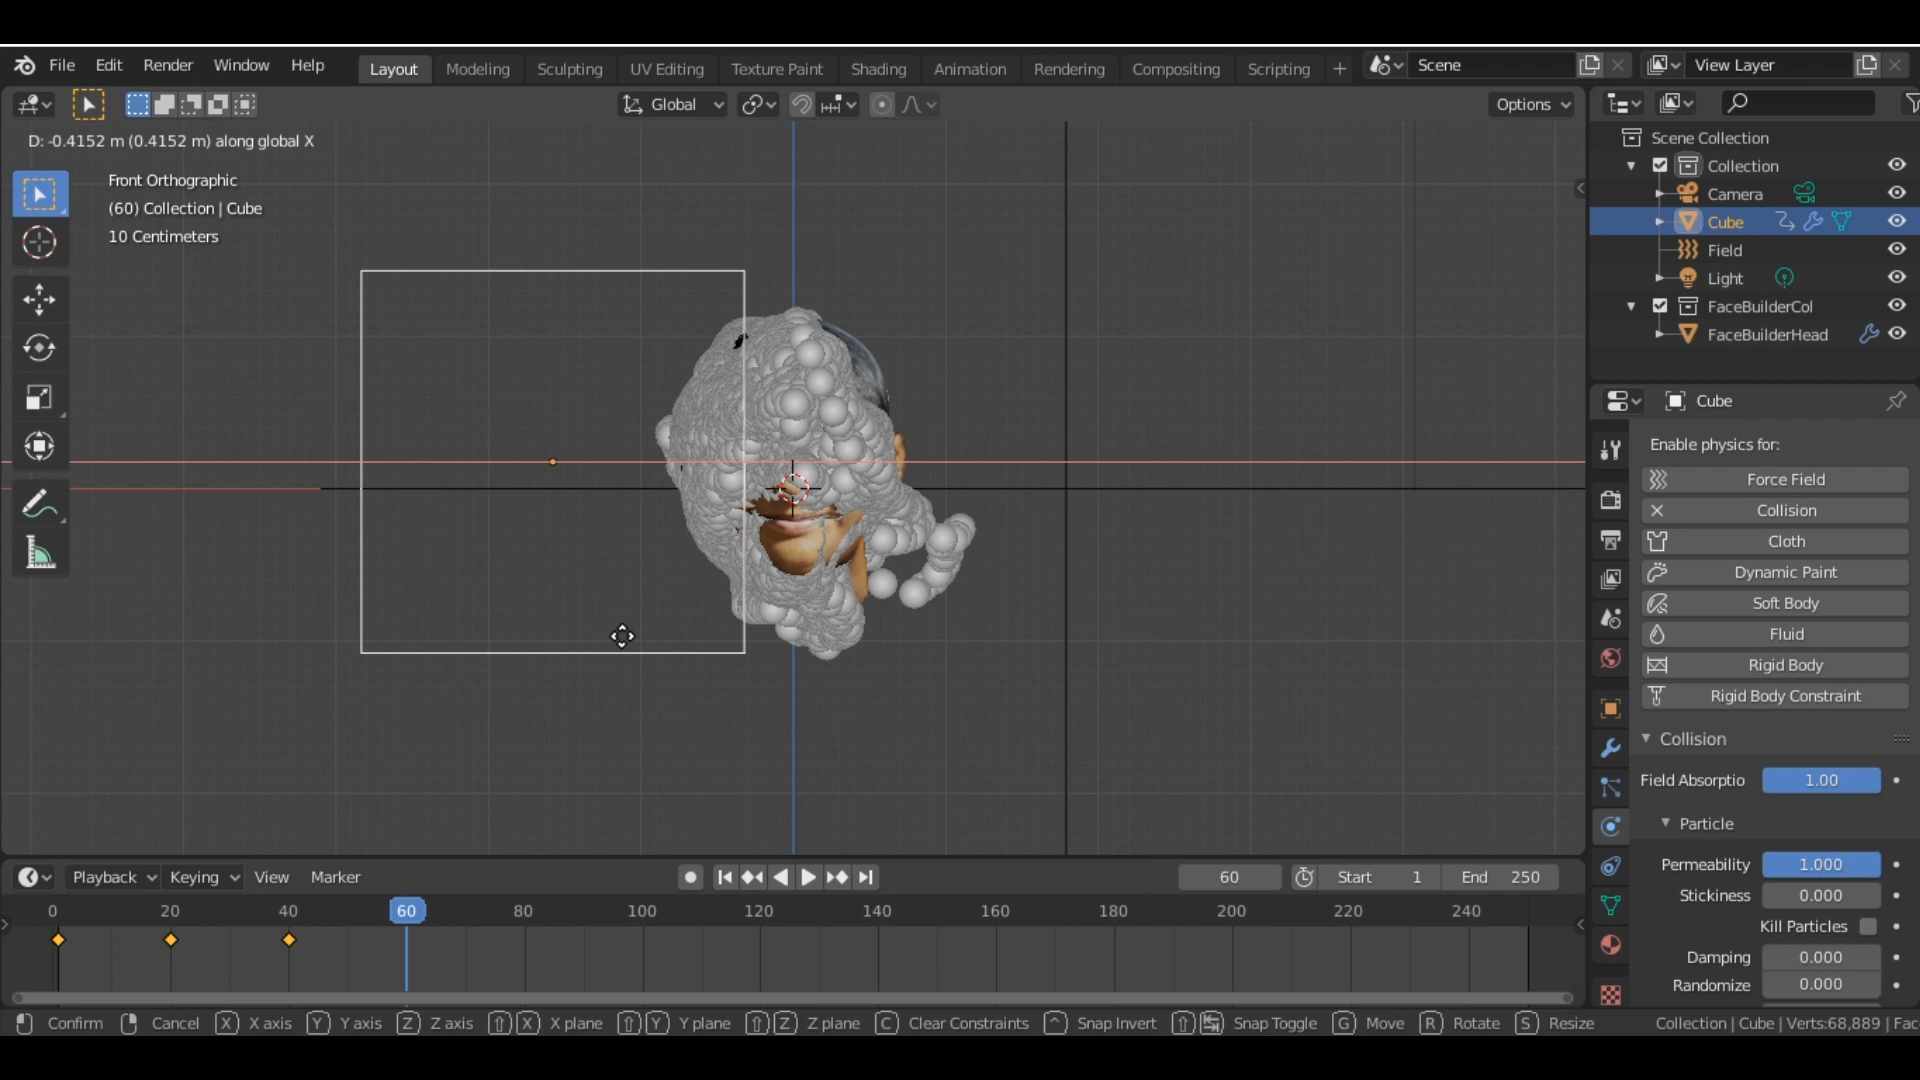 File Edit Render Window Help Layout Modeling Sculpting UV Editing Texture Paint Shading Animation Rendering Compositing Scripting + Scene View Layer
Global Options
D: -0.4152 m (0.4152 m) along global X
Front Orthographic
(60) Collection | Cube
10 Centimeters
Scene Collection
Collection
Camera
Cube
Field
Light
FaceBuilderCol
FaceBuilderHead
Cube
Enable physics for:
Force Field
Collision
Cloth
Dynamic Paint
Soft Body
Fluid
Rigid Body
Rigid Body Constraint
Collision
Field Absorptio 1.00
Particle
Permeability 1.000
Stickiness 0.000
Kill Particles
Damping 0.000
Randomize 0.000
Playback Keying View Marker 60 Start 1 End 250
0 20 40 60 80 100 120 140 160 180 200 220 240
Confirm Cancel X X axis Y Y axis Z Z axis X X plane Y Y plane Z Z plane C Clear Constraints Snap Invert Snap Toggle G Move R Rotate S Resize Collection | Cube | Verts:68,889 | Fac